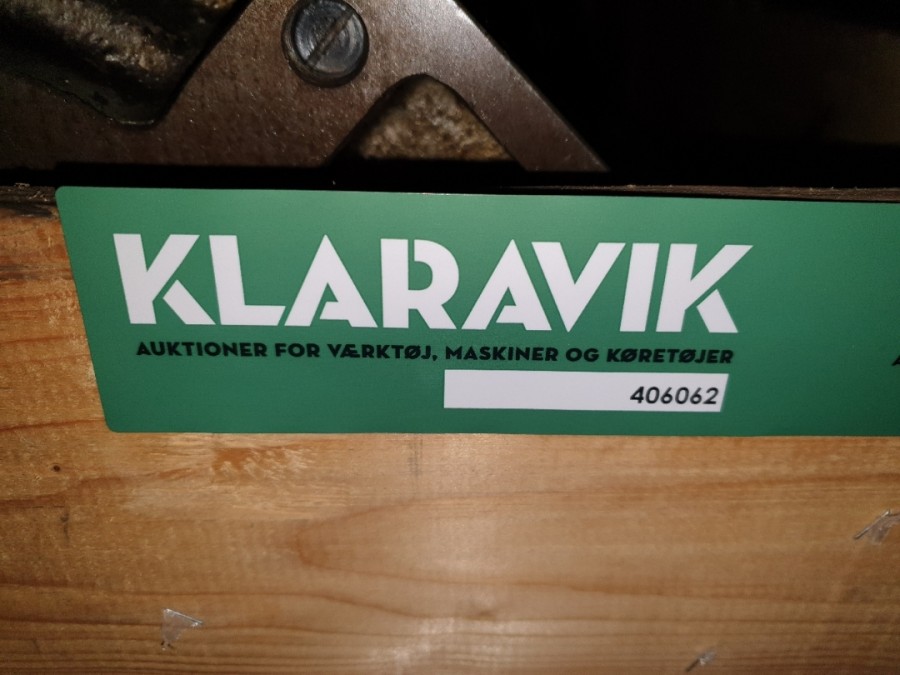 KLARAVIK
AUKTIONER FOR VÆRKTØJ, MASKINER OG KØRETØJER
406062